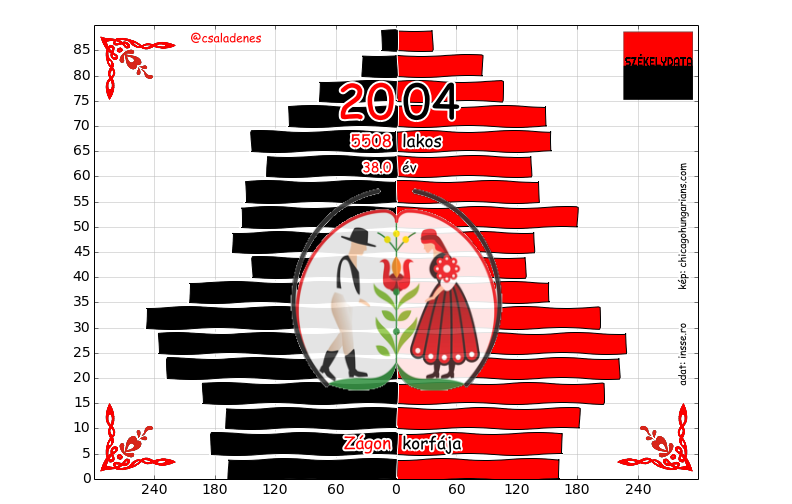 @csaladenes
SZÉKELYDATA
2004
5508 lakos
38.0 év
kép: chicagohungarians.com
adat: insse.ro
Zágon korfája
85
80
75
70
65
60
55
50
45
40
35
30
25
20
15
10
5
0
240 180 120 60 0 60 120 180 240